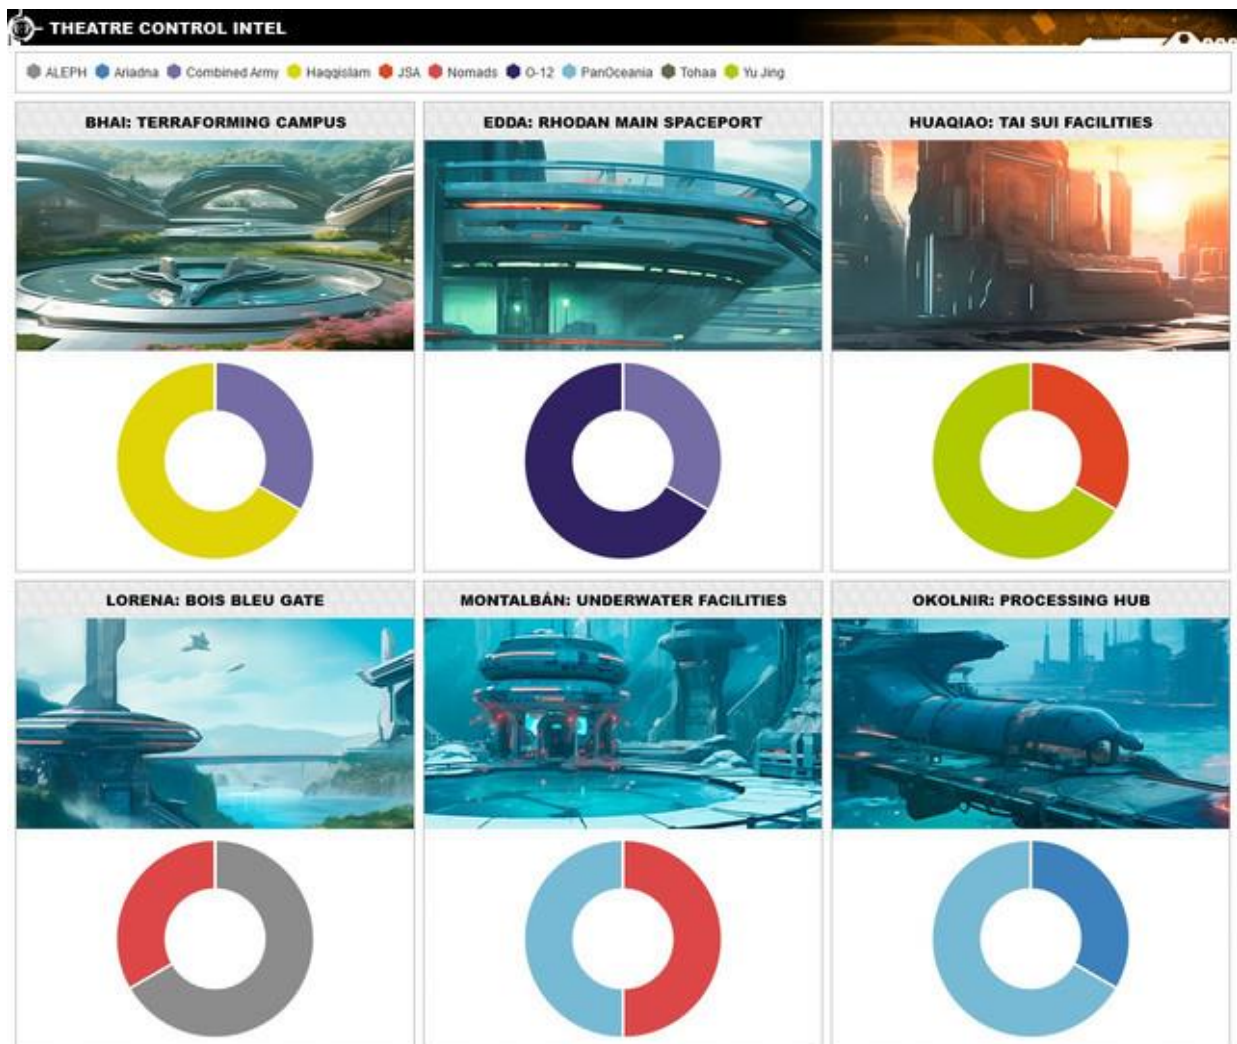 THEATRE CONTROL INTEL
ALEPH Ariadna Combined Army Haqqislam JSA Nomads O-12 PanOceania Tohaa Yu Jing
BHAI: TERRAFORMING CAMPUS
EDDA: RHODAN MAIN SPACEPORT
HUAQIAO: TAI SUI FACILITIES
LORENA: BOIS BLEU GATE
MONTALBÁN: UNDERWATER FACILITIES
OKOLNIR: PROCESSING HUB